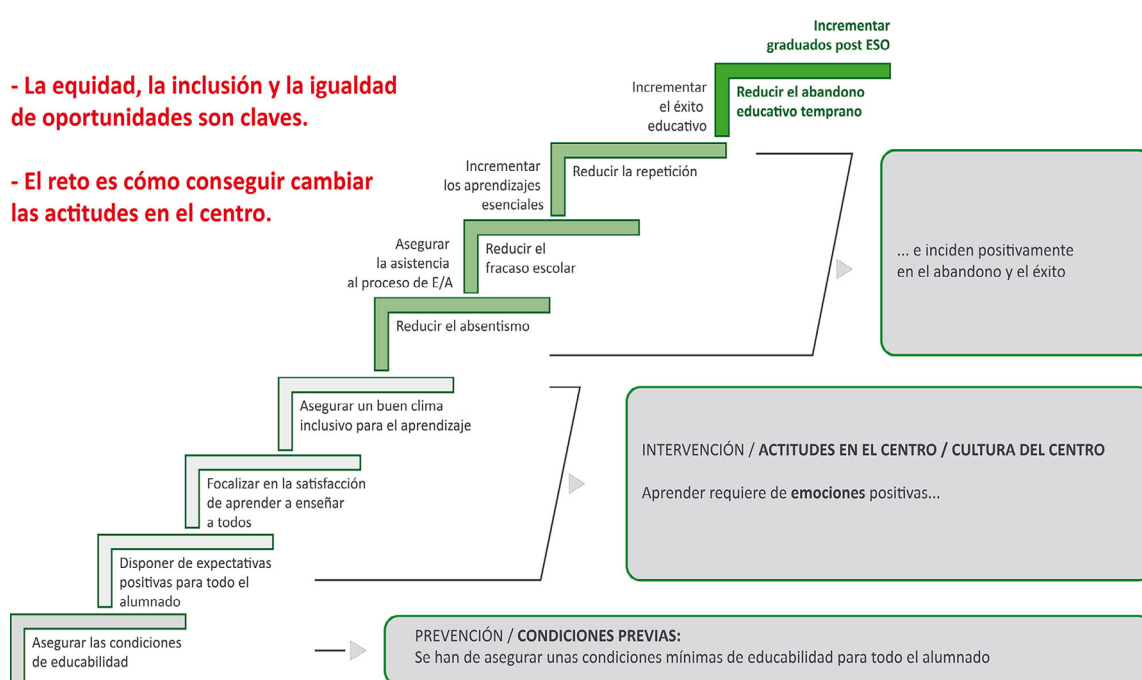 - La equidad, la inclusión y la igualdad
de oportunidades son claves.
- El reto es cómo conseguir cambiar
las actitudes en el centro.
Incrementar
graduados post ESO
Reducir el abandono
educativo temprano
Incrementar
el éxito
educativo
Reducir la repetición
Incrementar
los aprendizajes
esenciales
Reducir el
fracaso escolar
Asegurar
la asistencia
al proceso de E/A
Reducir el absentismo
... e inciden positivamente
en el abandono y el éxito
Asegurar un buen clima
inclusivo para el aprendizaje
Focalizar en la satisfacción
de aprender a enseñar
a todos
Disponer de expectativas
positivas para todo el
alumnado
INTERVENCIÓN / ACTITUDES EN EL CENTRO / CULTURA DEL CENTRO
Aprender requiere de emociones positivas...
Asegurar las condiciones
de educabilidad
PREVENCIÓN / CONDICIONES PREVIAS:
Se han de asegurar unas condiciones mínimas de educabilidad para todo el alumnado